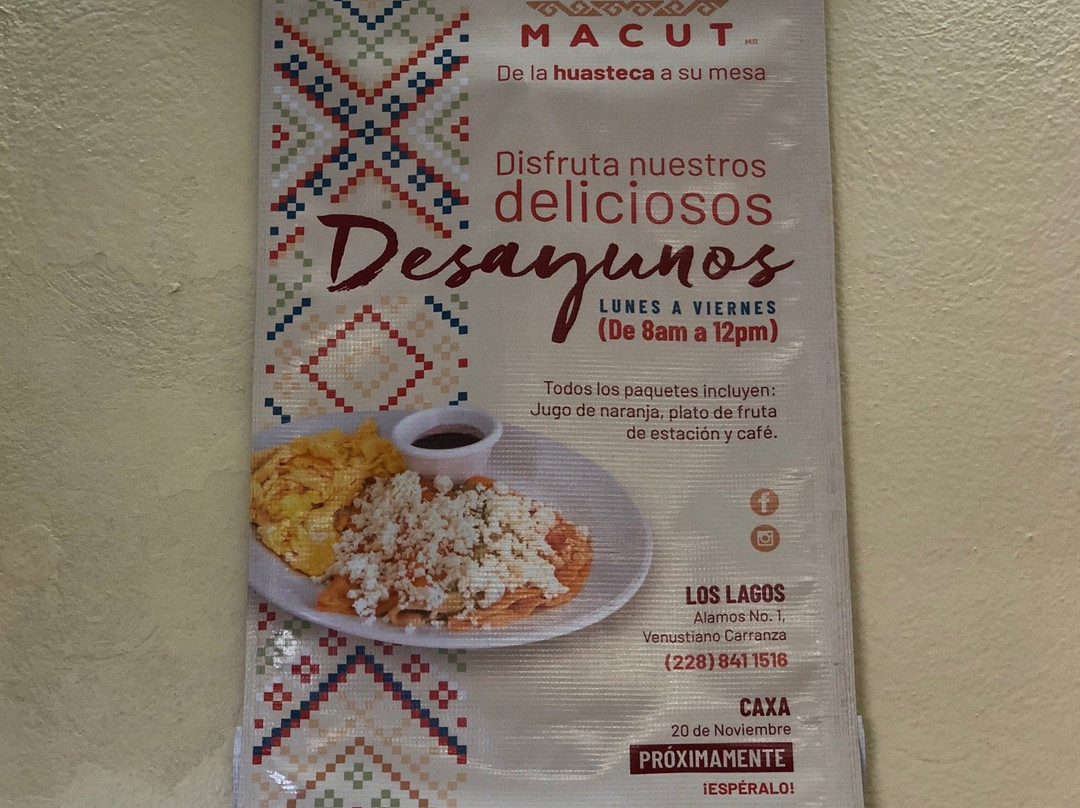 MACUT MR
De la huasteca a su mesa
Disfruta nuestros
deliciosos
Desayunos
LUNES A VIERNES
(De 8am a 12pm)
Todos los paquetes incluyen:
Jugo de naranja, plato de fruta
de estación y café.
LOS LAGOS
Alamos No. 1,
Venustiano Carranza
(228) 841 1516
CAXA
20 de Noviembre
PRÓXIMAMENTE
¡ESPÉRALO!